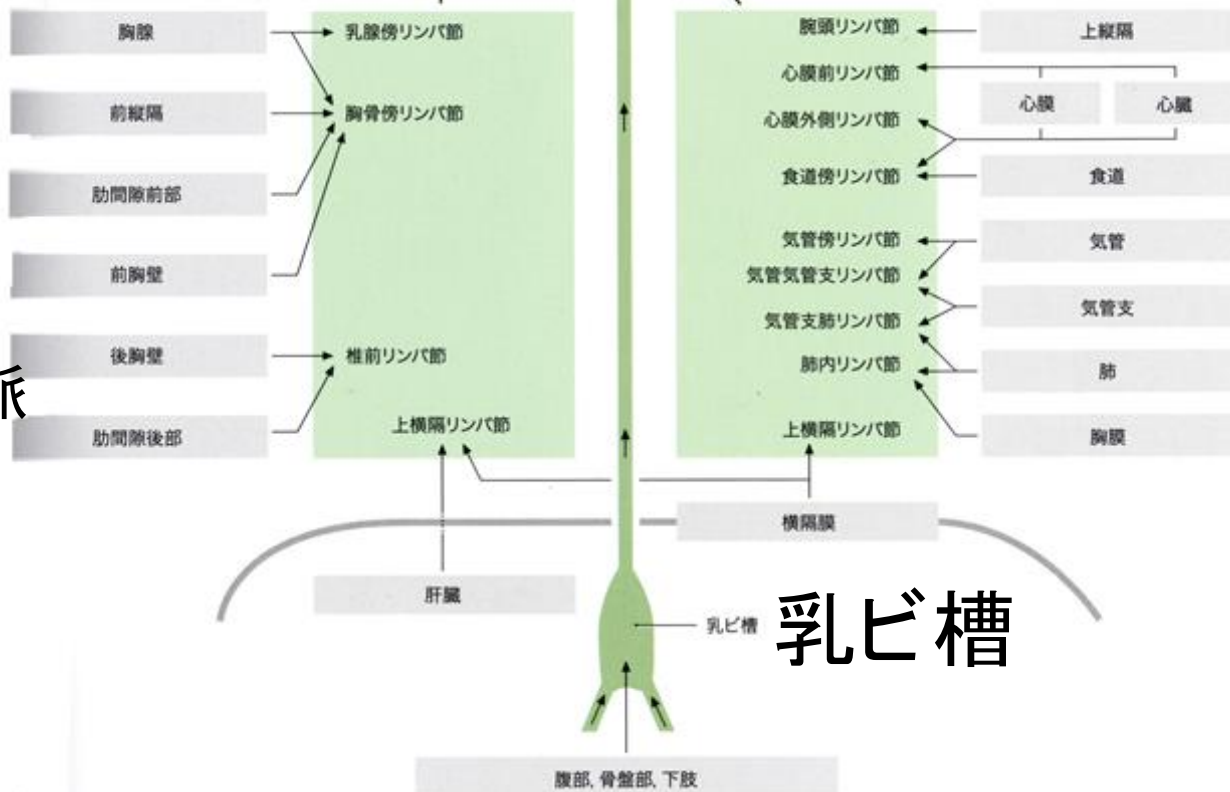 胸腺
前縦隔
肋間隙前部
前胸壁
後胸壁
肋間隙後部
乳腺傍リンパ節
胸骨傍リンパ節
椎前リンパ節
上横隔リンパ節
腕頭リンパ節
心膜前リンパ節
心膜外側リンパ節
食道傍リンパ節
気管傍リンパ節
気管気管支リンパ節
気管支肺リンパ節
肺内リンパ節
上横隔リンパ節
上縦隔
心膜
心臓
食道
気管
気管支
肺
胸膜
横隔膜
肝臓
乳ビ槽
乳ビ槽
腹部, 骨盤部, 下肢